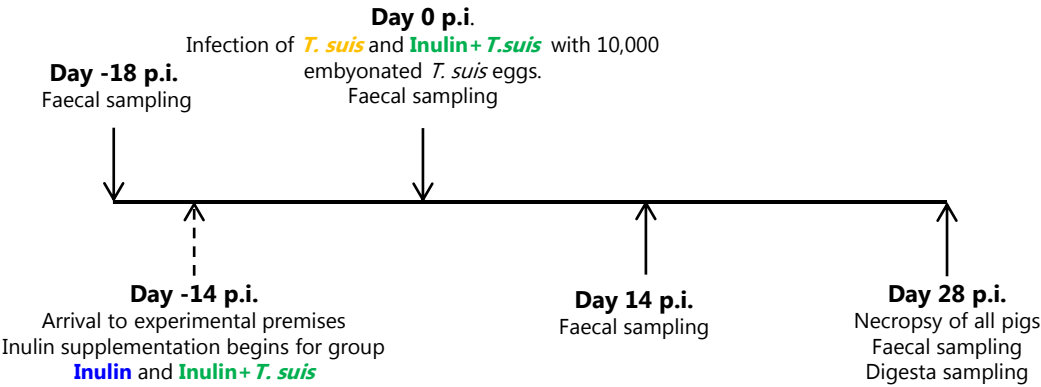 Day 0 p.i.
Infection of T. suis and Inulin+T.suis with 10,000
embyonated T. suis eggs.
Faecal sampling
Day -18 p.i.
Faecal sampling
Day -14 p.i.
Arrival to experimental premises
Inulin supplementation begins for group
Inulin and Inulin+T. suis
Day 14 p.i.
Faecal sampling
Day 28 p.i.
Necropsy of all pigs
Faecal sampling
Digesta sampling